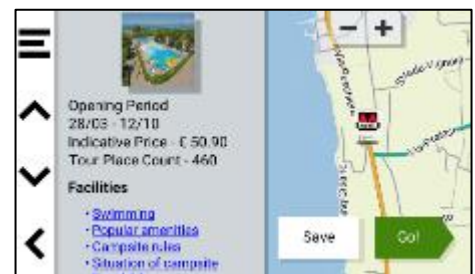 Opening Period
28/03 - 12/10
Indicative Price - € 50.90
Tour Place Count - 460
Facilities
• Swimming
• Popular amenities
• Campsite rules
• Situation of campsite
- +
Save
Go!